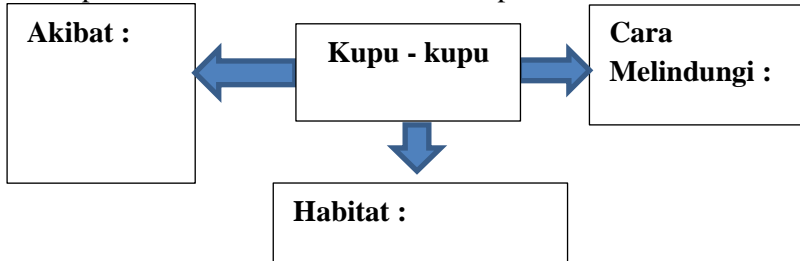 Akibat :
Kupu - kupu
Cara
Melindungi :
Habitat :